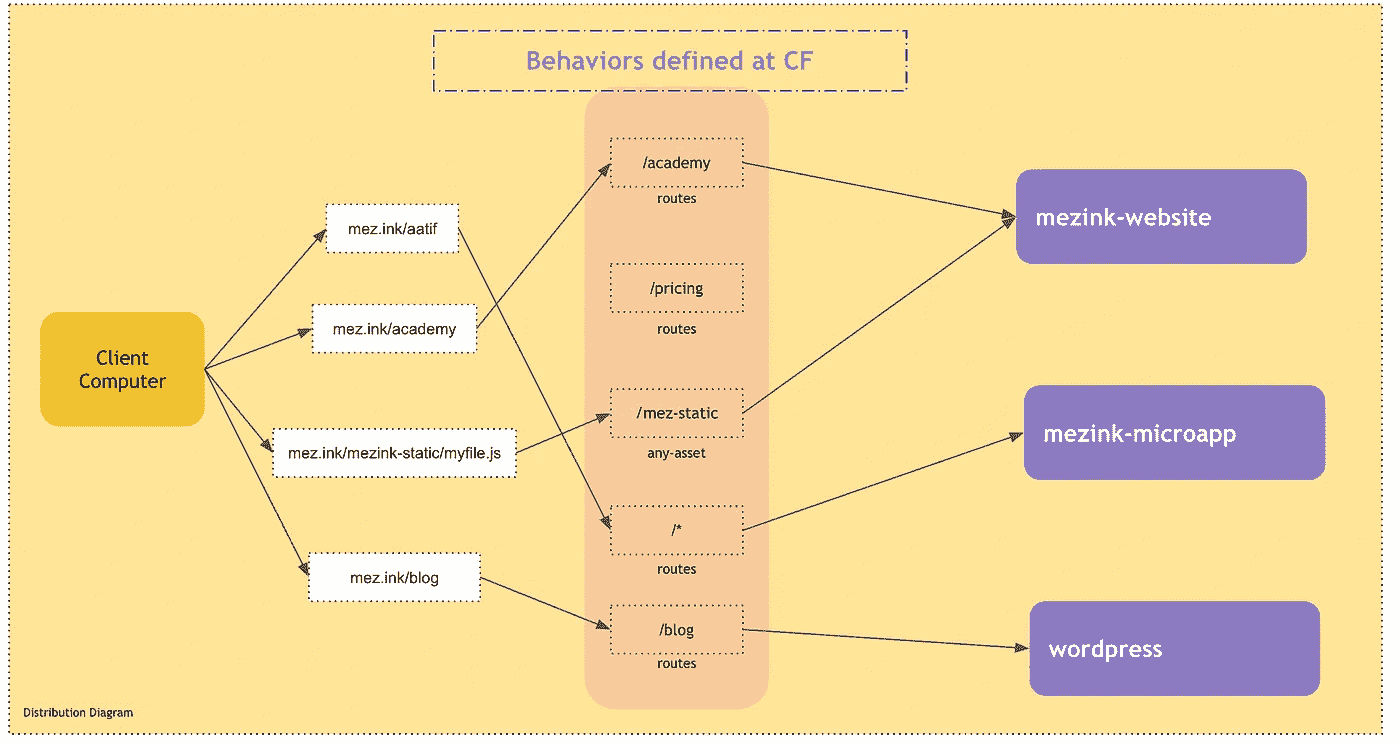 Behaviors defined at CF
Client
Computer
mez.ink/aatif
mez.ink/academy
mez.ink/mezink-static/myfile.js
mez.ink/blog
/academy
routes
/pricing
routes
/mez-static
any-asset
/*
routes
/blog
routes
mezink-website
mezink-microapp
wordpress
Distribution Diagram